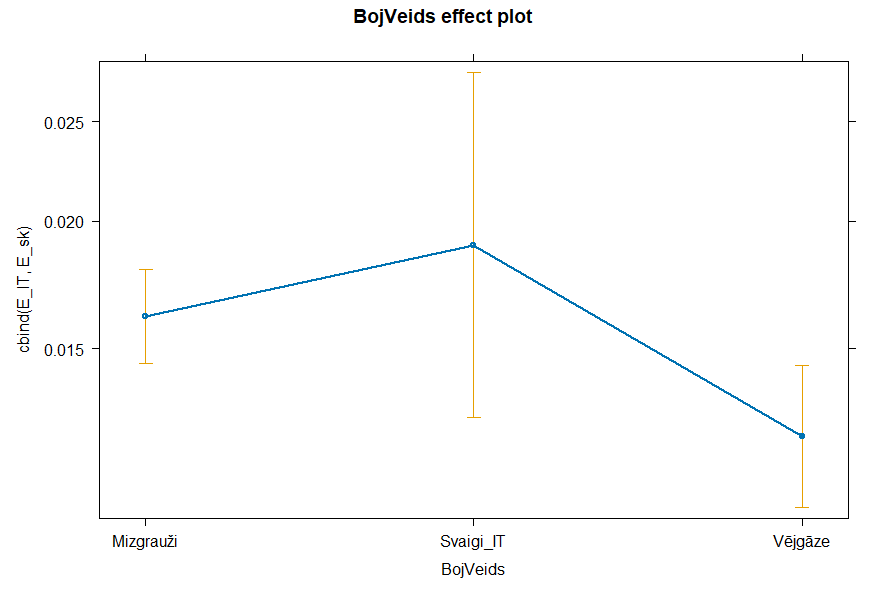 BojVeids effect plot
cbind(E_IT, E_sk)
0.025
0.020
0.015
Mizgrauži Svaigi_IT Vējgāze
BojVeids